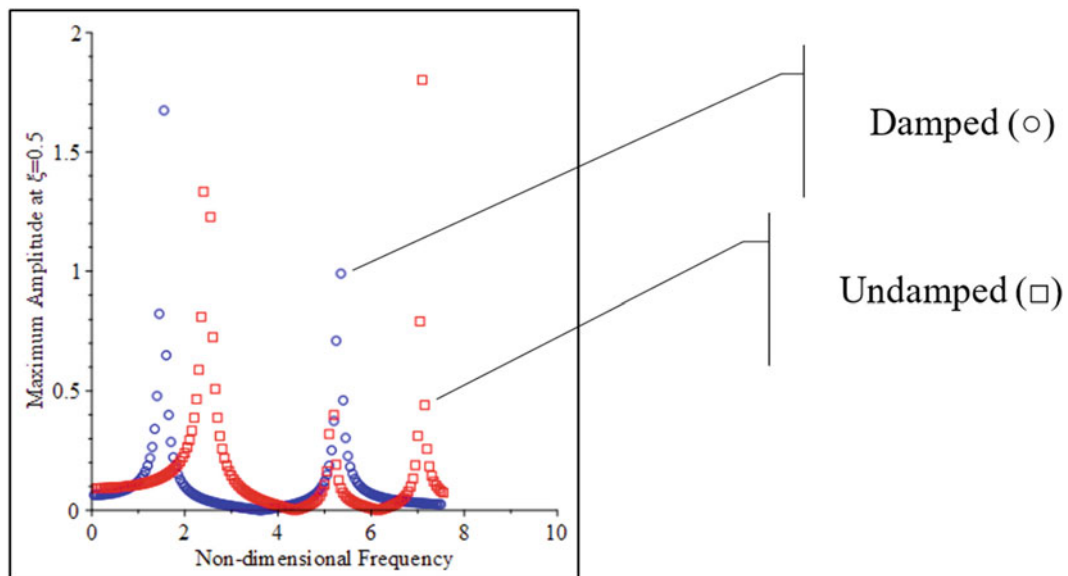 2
1.5
1
0.5
0
0 2 4 6 8 10
Maximum Amplitude at ξ=0.5
Non-dimensional Frequency
Damped (○)
Undamped (□)